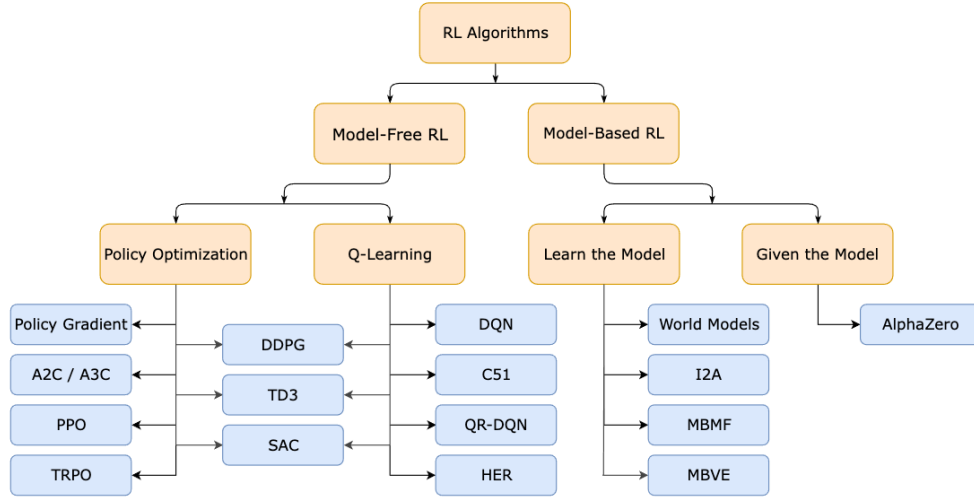 RL Algorithms
Model-Free RL
Model-Based RL
Policy Optimization
Q-Learning
Learn the Model
Given the Model
Policy Gradient
A2C / A3C
PPO
TRPO
DDPG
TD3
SAC
DQN
C51
QR-DQN
HER
World Models
I2A
MBMF
MBVE
AlphaZero